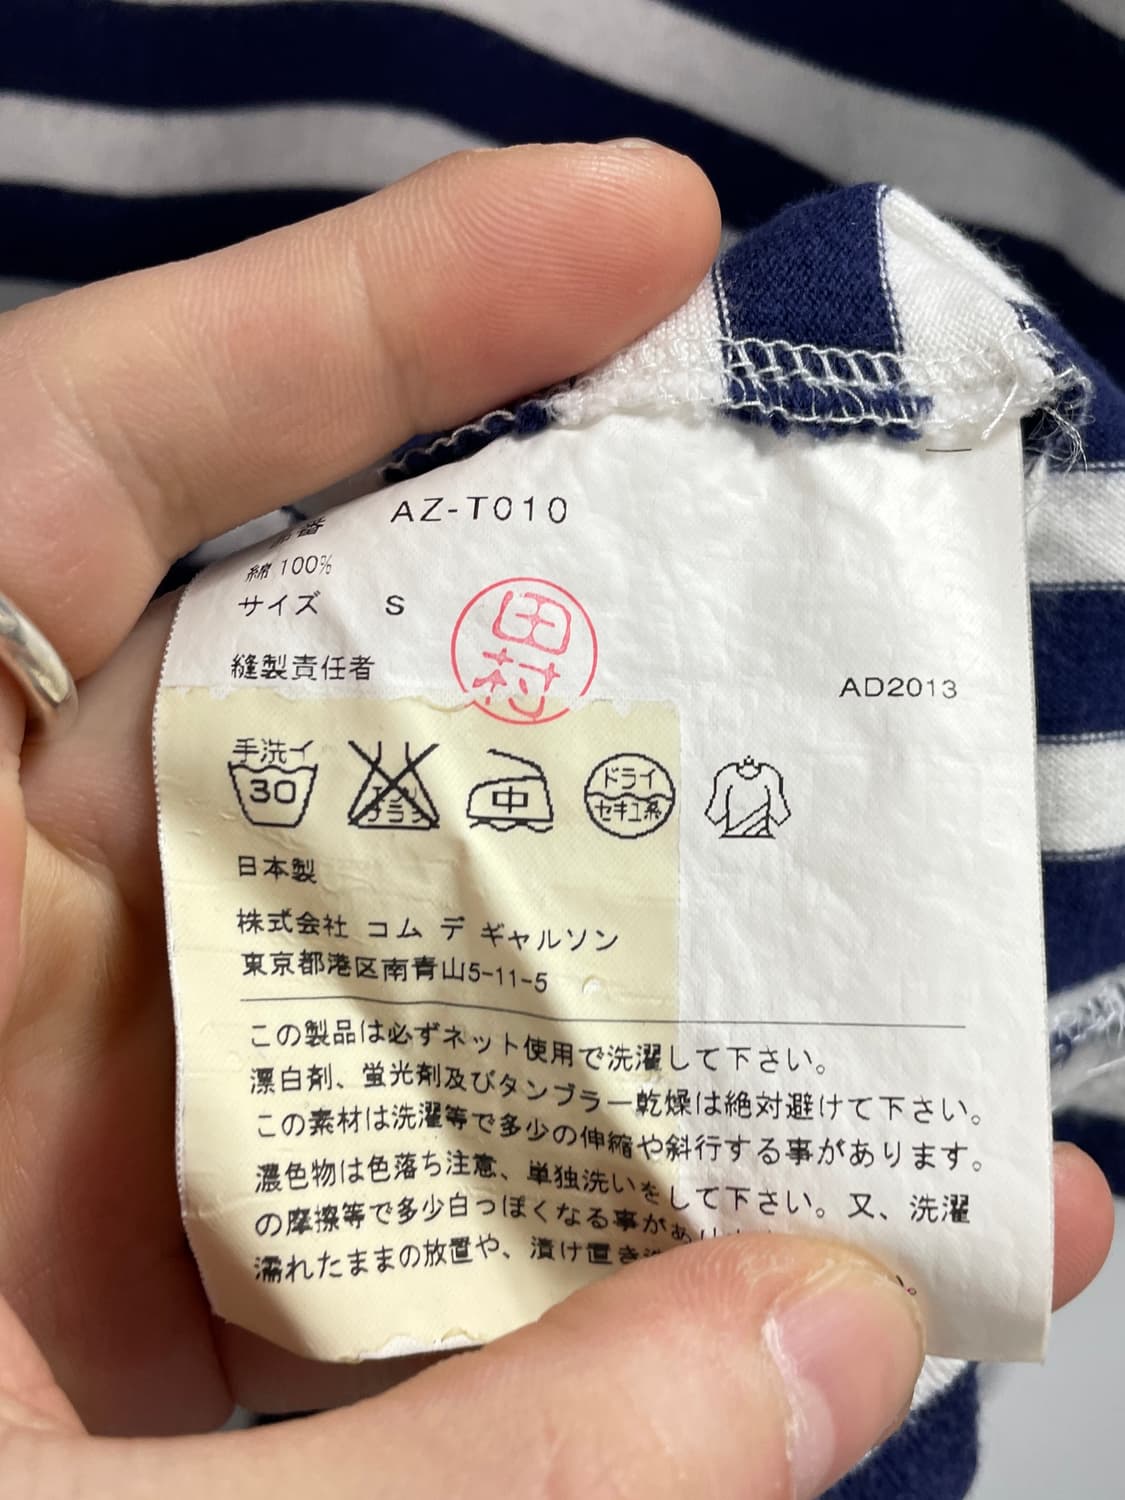 品番 AZ-T010
綿 100%
サイズ S
田村
縫製責任者
AD2013
手洗イ
30
中
ドライ
セキユ系
日本製
株式会社 コム デ ギャルソン
東京都港区南青山5-11-5
この製品は必ずネット使用で洗濯して下さい。
漂白剤、蛍光剤及びタンブラー乾燥は絶対避けて下さい。
この素材は洗濯等で多少の伸縮や斜行する事があります。
濃色物は色落ち注意、単独洗いをして下さい。又、洗濯
の摩擦等で多少白っぽくなる事があり
濡れたままの放置や、漬け置き